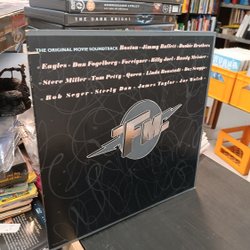 THE DARK KNIGHT
THE ORIGINAL MOVIE SOUNDTRACK Boston - Jimmy Buffett - Doobie Brothers
Eagles - Dan Fogelberg - Foreigner - Billy Joel - Randy Meisner
Steve Miller - Tom Petty - Queen - Linda Ronstadt - Boz Scaggs
Bob Seger - Steely Dan - James Taylor - Joe Walsh
FM